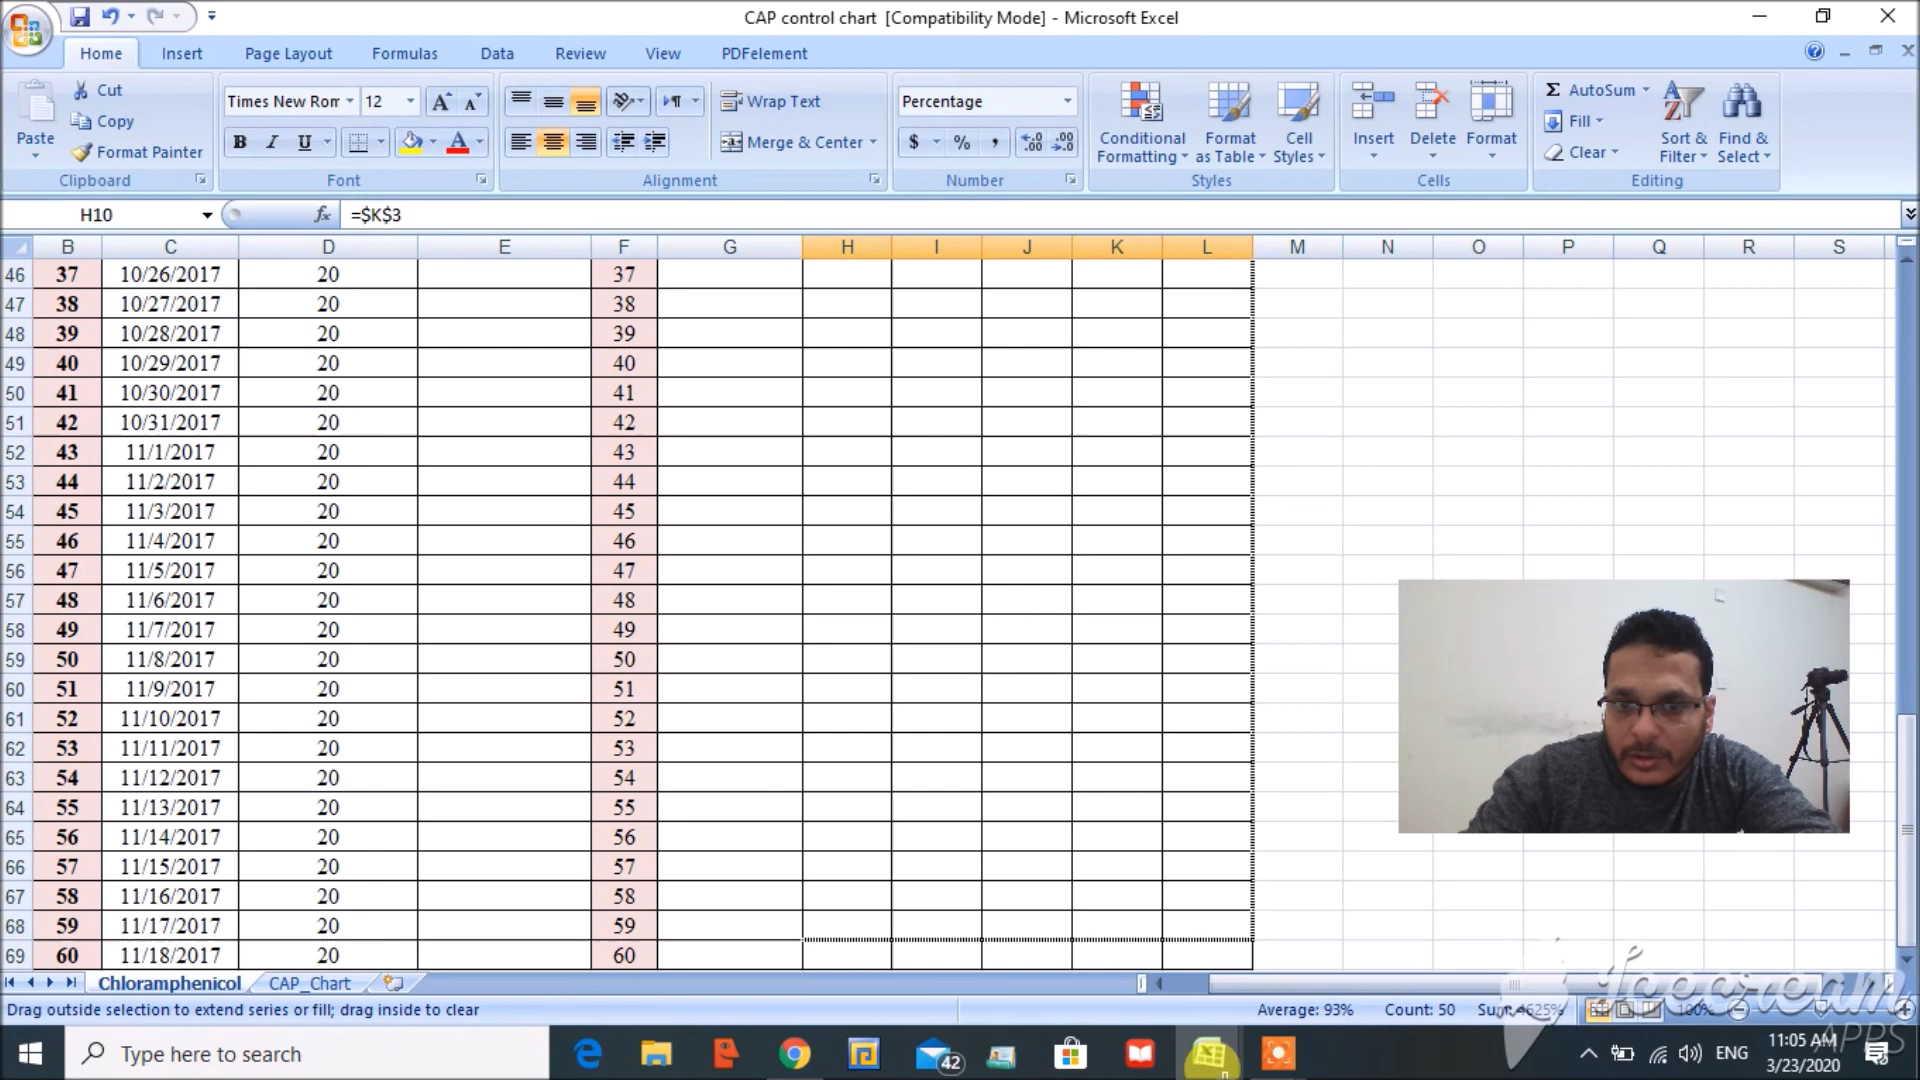 CAP control chart [Compatibility Mode] - Microsoft Excel
Home Insert Page Layout Formulas Data Review View PDFelement
Paste
Cut
Copy
Format Painter
Clipboard
Times New Ron 12
B I U
Font
Wrap Text
Merge & Center
Alignment
Percentage
$ % ,
Number
Conditional Formatting
Format as Table
Cell Styles
Styles
Insert Delete Format
Cells
Σ AutoSum
Fill
Clear
Sort & Filter
Find & Select
Editing
H10 fx =$K$3
B C D E F G H I J K L M N O P Q R S
46 37 10/26/2017 20 37
47 38 10/27/2017 20 38
48 39 10/28/2017 20 39
49 40 10/29/2017 20 40
50 41 10/30/2017 20 41
51 42 10/31/2017 20 42
52 43 11/1/2017 20 43
53 44 11/2/2017 20 44
54 45 11/3/2017 20 45
55 46 11/4/2017 20 46
56 47 11/5/2017 20 47
57 48 11/6/2017 20 48
58 49 11/7/2017 20 49
59 50 11/8/2017 20 50
60 51 11/9/2017 20 51
61 52 11/10/2017 20 52
62 53 11/11/2017 20 53
63 54 11/12/2017 20 54
64 55 11/13/2017 20 55
65 56 11/14/2017 20 56
66 57 11/15/2017 20 57
67 58 11/16/2017 20 58
68 59 11/17/2017 20 59
69 60 11/18/2017 20 60
Chloramphenicol CAP_Chart
Drag outside selection to extend series or fill; drag inside to clear
Average: 93% Count: 50 Sum: 4625% 100%
Icecream
APPS
Type here to search
42
ENG
11:05 AM
3/23/2020